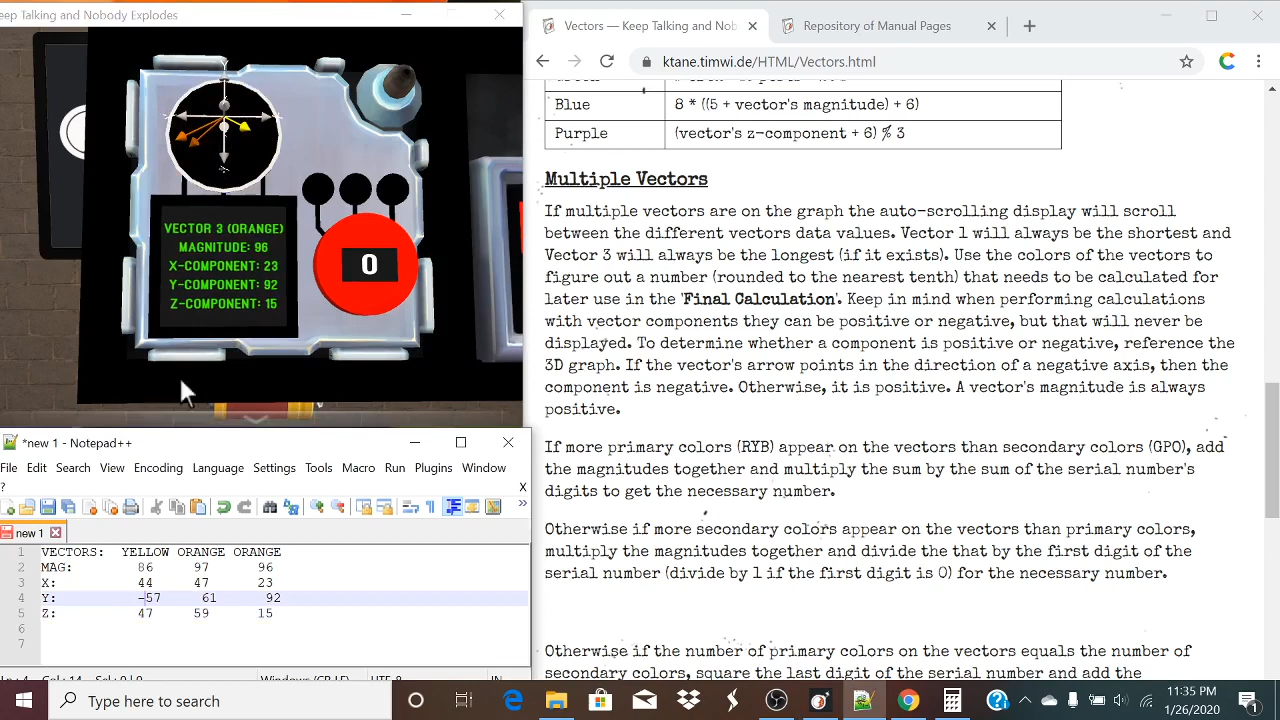 eep Talking and Nobody Explodes
VECTOR 3 (ORANGE)
MAGNITUDE: 96
X-COMPONENT: 23
Y-COMPONENT: 92
Z-COMPONENT: 15
0
*new 1 - Notepad++
File Edit Search View Encoding Language Settings Tools Macro Run Plugins Window
? X
new 1
1 VECTORS: YELLOW ORANGE ORANGE
2 MAG: 86 97 96
3 X: 44 47 23
4 Y: -57 61 92
5 Z: 47 59 15
6
7
Vectors — Keep Talking and Nob
Repository of Manual Pages
ktane.timwi.de/HTML/Vectors.html
Blue 8 * ((5 + vector's magnitude) + 6)
Purple (vector's z-component + 6) % 3
Multiple Vectors
If multiple vectors are on the graph then
scrolling display will scroll
between the different vectors data values. Vector 1 will always be the shortest and
Vector 3 will always be the longest (if it exists). Use the colors of the vectors to
figure out a number (rounded to the nearest tenth) that needs to be calculated for
later use in the 'Final Calculation'. Keep in mind when performing calculations
with vector components they can be positive or negative, but that will never be
displayed. To determine whether a component is positive or negative, reference the
3D graph. If the vector's arrow points in the direction of a negative axis, then the
component is negative. Otherwise, it is positive. A vector's magnitude is always
positive.
If more primary colors (RYB) appear on the vectors than secondary colors (GPO), add
the magnitudes together and multiply the sum by the sum of the serial number's
digits to get the necessary number.
Otherwise if more secondary colors appear on the vectors than primary colors,
multiply the magnitudes together and divide the that by the first digit of the
serial number (divide by 1 if the first digit is 0) for the necessary number.
Otherwise if the number of primary colors on the vectors equals the number of
secondary colors, square the last digit of the serial number and add the
Type here to search
11:35 PM
1/26/2020